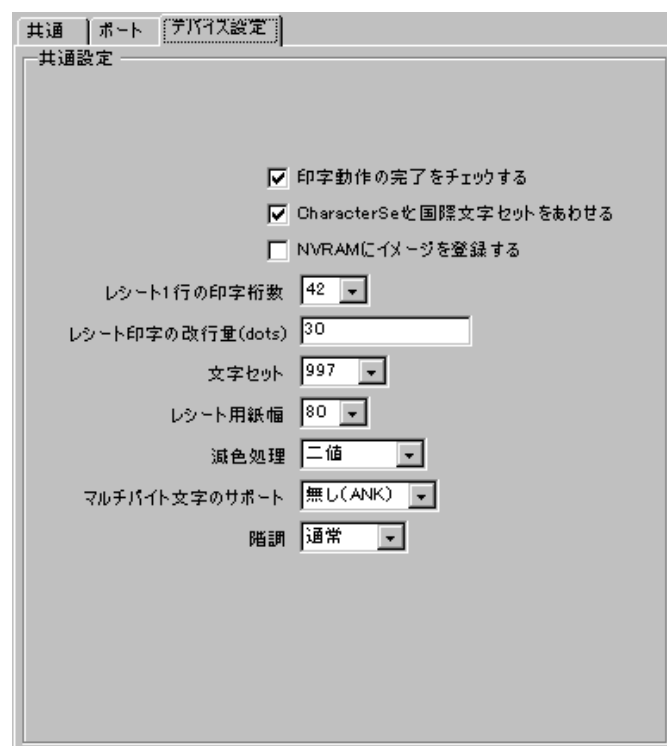 共通 ポート デバイス設定
共通設定
印字動作の完了をチェックする
CharacterSetと国際文字セットをあわせる
NVRAMにイメージを登録する
レシート1行の印字桁数 42
レシート印字の改行量(dots) 30
文字セット 997
レシート用紙幅 80
減色処理 二値
マルチバイト文字のサポート 無し(ANK)
階調 通常